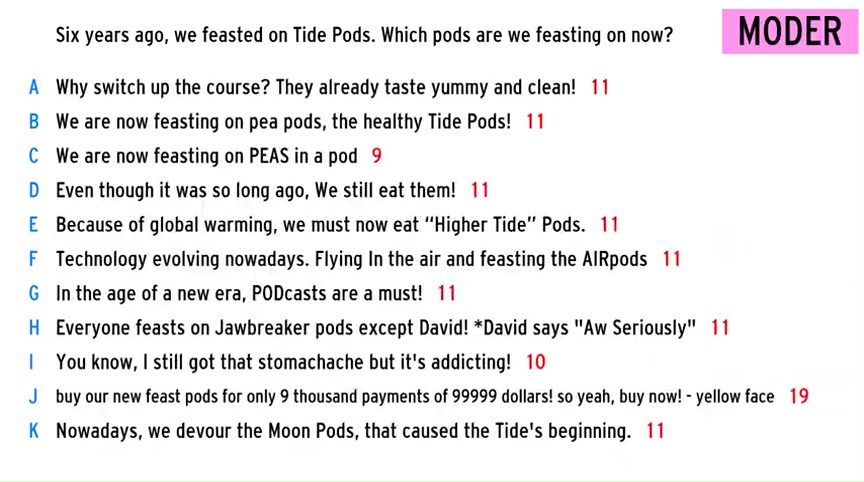 Six years ago, we feasted on Tide Pods. Which pods are we feasting on now?
MODER
A Why switch up the course? They already taste yummy and clean! 11
B We are now feasting on pea pods, the healthy Tide Pods! 11
C We are now feasting on PEAS in a pod 9
D Even though it was so long ago, We still eat them! 11
E Because of global warming, we must now eat “Higher Tide” Pods. 11
F Technology evolving nowadays. Flying In the air and feasting the AIRpods 11
G In the age of a new era, PODcasts are a must! 11
H Everyone feasts on Jawbreaker pods except David! *David says "Aw Seriously" 11
I You know, I still got that stomachache but it's addicting! 10
J buy our new feast pods for only 9 thousand payments of 99999 dollars! so yeah, buy now! - yellow face 19
K Nowadays, we devour the Moon Pods, that caused the Tide's beginning. 11